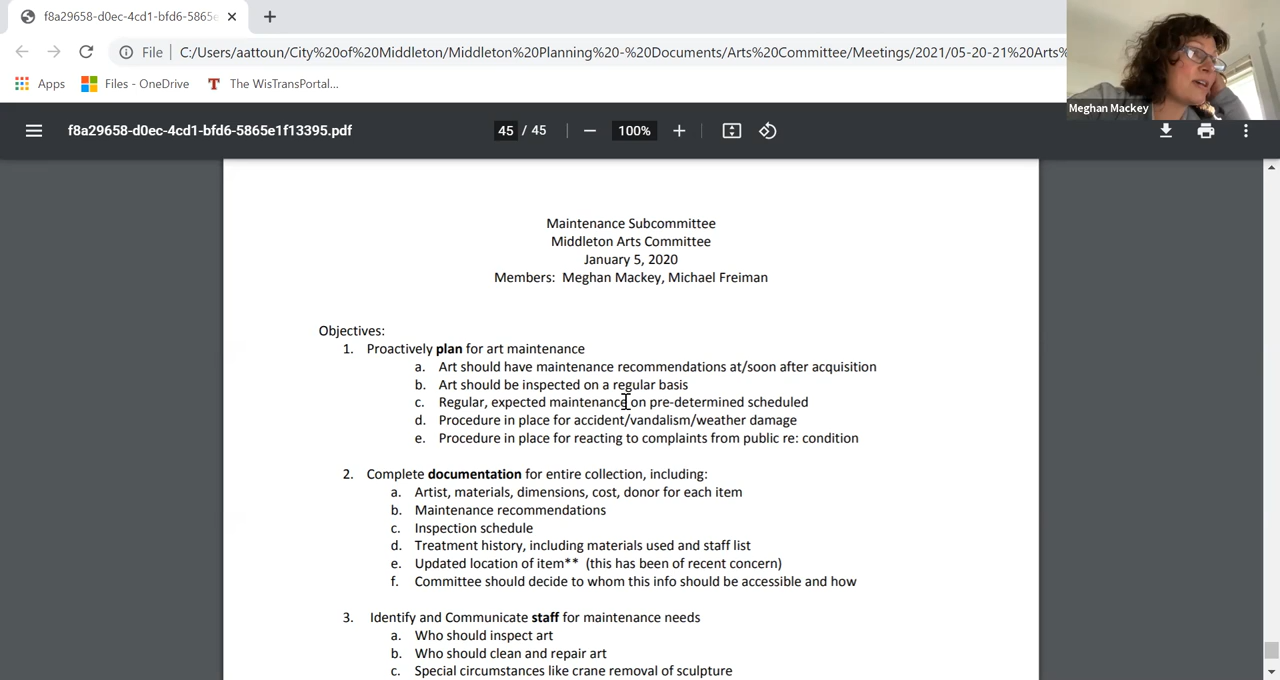 f8a29658-d0ec-4cd1-bfd6-5865e
File C:/Users/aattoun/City%20of%20Middleton/Middleton%20Planning%20-%20Documents/Arts%20Committee/Meetings/2021/05-20-21%20Arts%
Apps Files - OneDrive T The WisTransPortal...
f8a29658-d0ec-4cd1-bfd6-5865e1f13395.pdf 45 / 45 100%
Meghan Mackey
Maintenance Subcommittee
Middleton Arts Committee
January 5, 2020
Members: Meghan Mackey, Michael Freiman
Objectives:
1. Proactively plan for art maintenance
a. Art should have maintenance recommendations at/soon after acquisition
b. Art should be inspected on a regular basis
c. Regular, expected maintenance on pre-determined scheduled
d. Procedure in place for accident/vandalism/weather damage
e. Procedure in place for reacting to complaints from public re: condition
2. Complete documentation for entire collection, including:
a. Artist, materials, dimensions, cost, donor for each item
b. Maintenance recommendations
c. Inspection schedule
d. Treatment history, including materials used and staff list
e. Updated location of item** (this has been of recent concern)
f. Committee should decide to whom this info should be accessible and how
3. Identify and Communicate staff for maintenance needs
a. Who should inspect art
b. Who should clean and repair art
c. Special circumstances like crane removal of sculpture